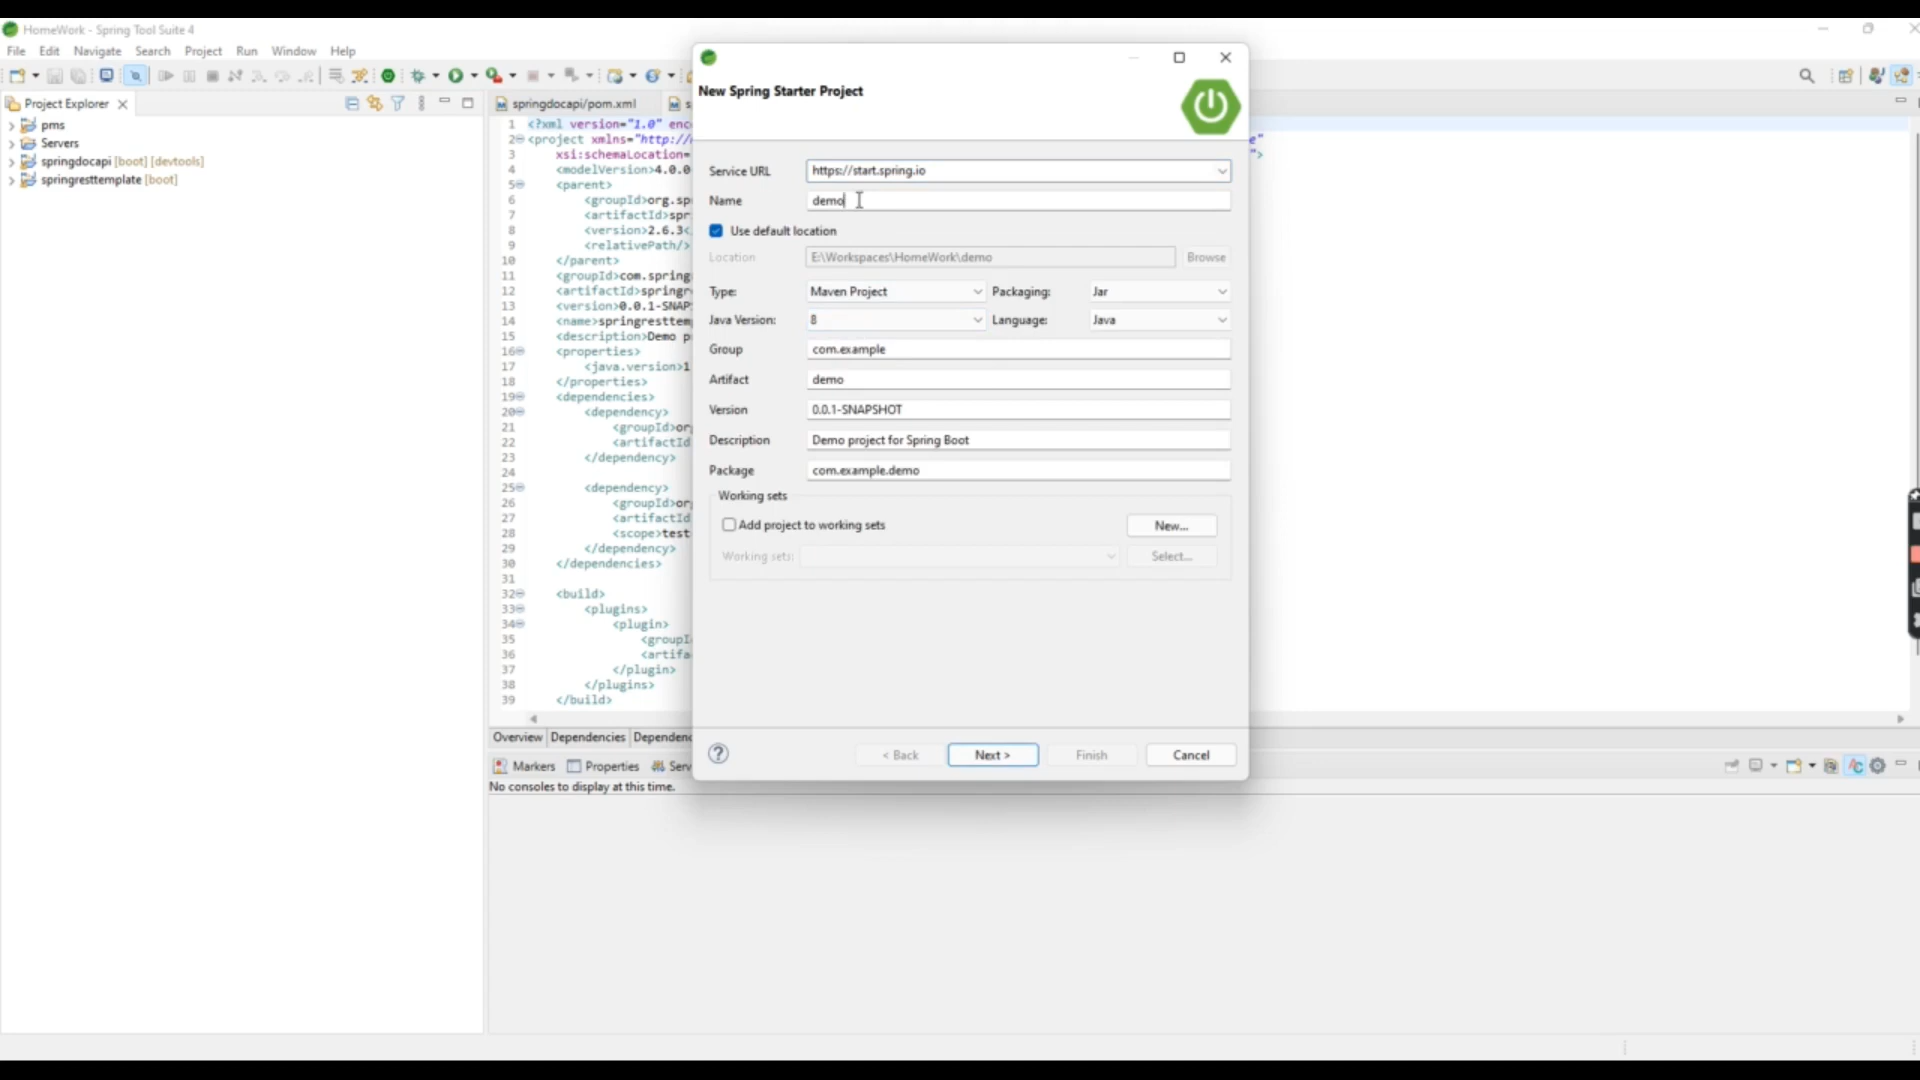 HomeWork - Spring Tool Suite 4
File Edit Navigate Search Project Run Window Help
Project Explorer
pms
Servers
springdocapi [boot] [devtools]
springresttemplate [boot]
springdocapi/pom.xml
1 <?xml version="1.0"
2 <project xmlns="http://
3 xsi:schemaLocation=
">
4 <modelVersion>4.0.0
5 <parent>
6 <groupId>org.sp
7 <artifactId>spr
8 <version>2.6.3<
9 <relativePath/>
10 </parent>
11 <groupId>com.spring
12 <artifactId>springr
13 <version>0.0.1-SNAP
14 <name>springresttem
15 <description>Demo p
16 <properties>
17 <java.version>1
18 </properties>
19 <dependencies>
20 <dependency>
21 <groupId>or
22 <artifactId
23 </dependency>
24
25 <dependency>
26 <groupId>or
27 <artifactId
28 <scope>test
29 </dependency>
30 </dependencies>
31
32 <build>
33 <plugins>
34 <plugin>
35 <groupI
36 <artifa
37 </plugin>
38 </plugins>
39 </build>
Overview Dependencies
Markers Properties
No consoles to display at this time.
New Spring Starter Project
Service URL https://start.spring.io
Name demo
Use default location
Location E:\Workspaces\HomeWork\demo Browse
Type: Maven Project Packaging: Jar
Java Version: 8 Language: Java
Group com.example
Artifact demo
Version 0.0.1-SNAPSHOT
Description Demo project for Spring Boot
Package com.example.demo
Working sets
Add project to working sets New...
Working sets: Select...
< Back Next > Finish Cancel